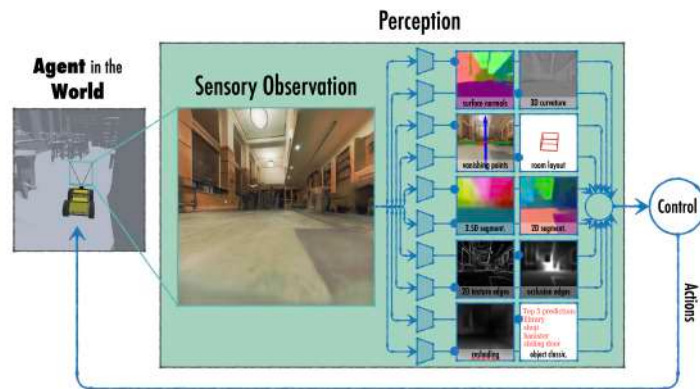 Perception
Agent in the
World
Sensory Observation
surface normals
3D curvature
vanishing points
room layout
2.5D segment.
2D segment.
2D texture edges
occlusion edges
Top 5 prediction:
library
shop
banister
sliding door
reshading
object classic.
Control
Actions